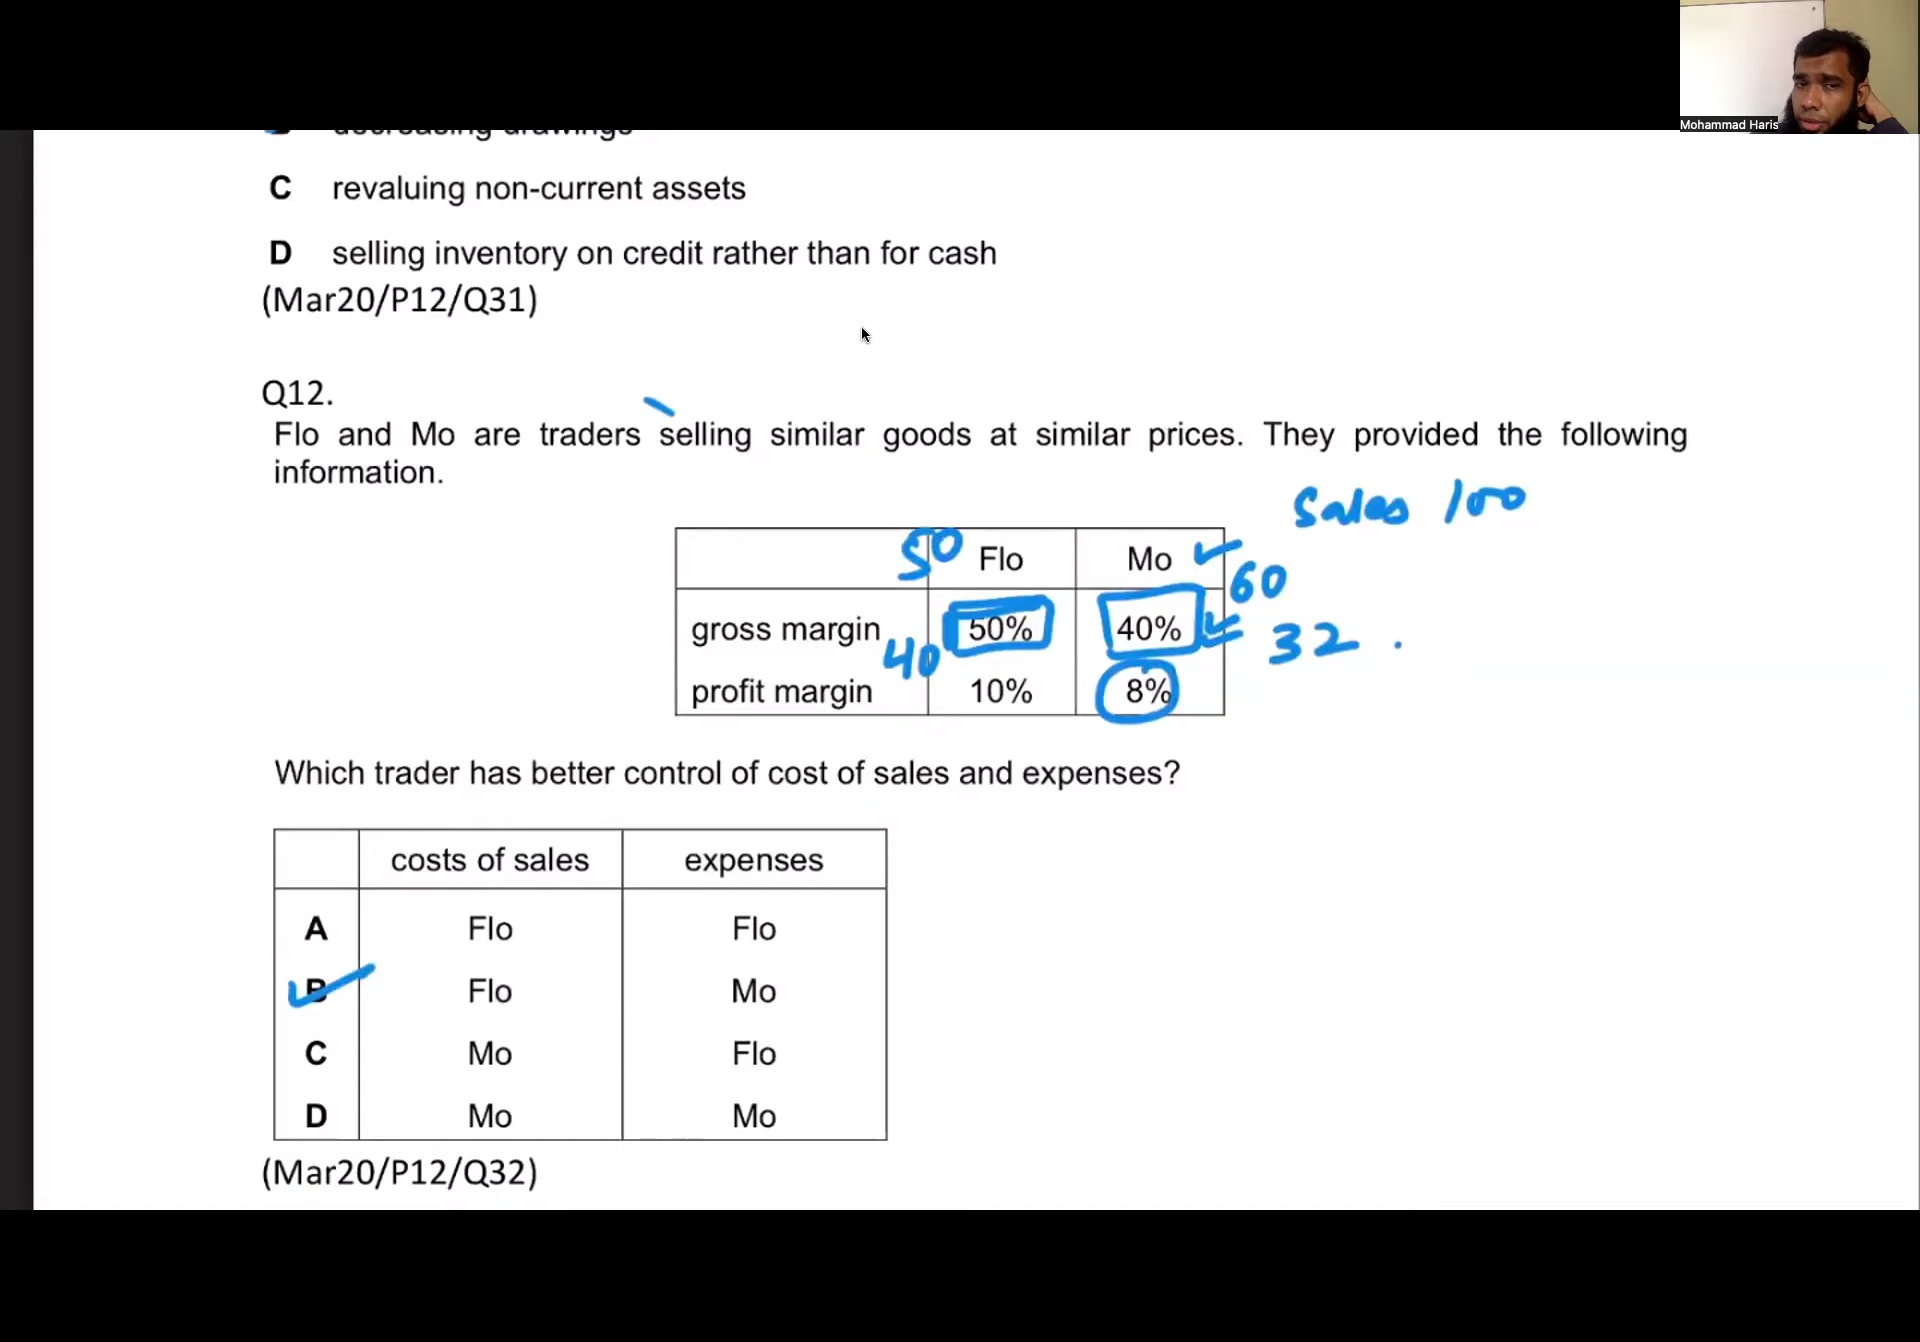 Mohammad Haris
decreasing drawings
C revaluing non-current assets
D selling inventory on credit rather than for cash
(Mar20/P12/Q31)
Q12.
Flo and Mo are traders selling similar goods at similar prices. They provided the following
information.
Sales 100
50 Flo Mo
60
gross margin 50% 40%
40 32 .
profit margin 10% 8%
Which trader has better control of cost of sales and expenses?
costs of sales expenses
A Flo Flo
B Flo Mo
C Mo Flo
D Mo Mo
(Mar20/P12/Q32)